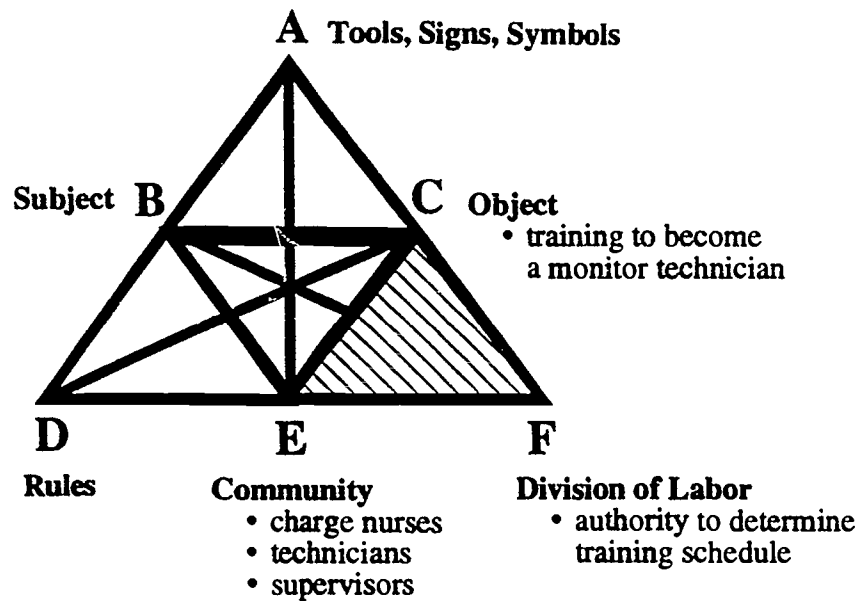 A Tools, Signs, Symbols
Subject B
C Object
• training to become
a monitor technician
D
E
F
Rules
Community
• charge nurses
• technicians
• supervisors
Division of Labor
• authority to determine
training schedule